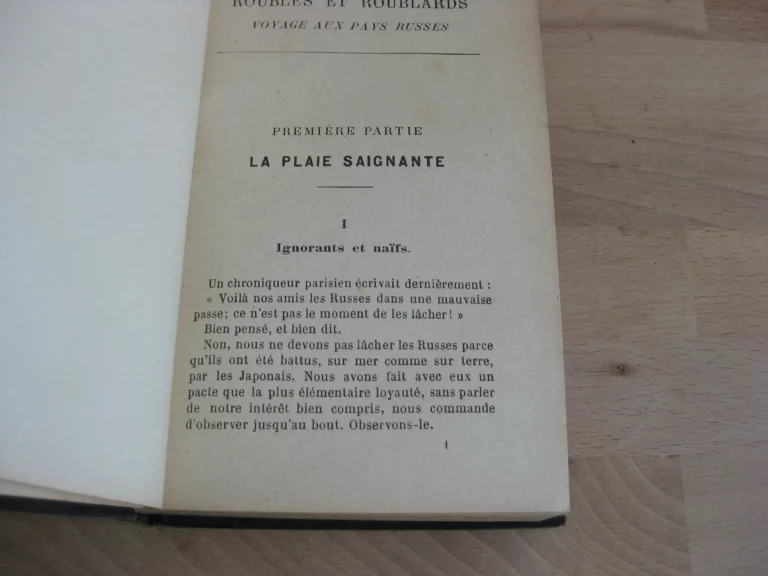 ROUBLES ET ROUBLARDS
VOYAGE AUX PAYS RUSSES
PREMIÈRE PARTIE
LA PLAIE SAIGNANTE
I
Ignorants et naïfs.
Un chroniqueur parisien écrivait dernièrement :
« Voilà nos amis les Russes dans une mauvaise
passe; ce n'est pas le moment de les lâcher! »
Bien pensé, et bien dit.
Non, nous ne devons pas lâcher les Russes parce
qu'ils ont été battus, sur mer comme sur terre,
par les Japonais. Nous avons fait avec eux un
pacte que la plus élémentaire loyauté, sans parler
de notre intérêt bien compris, nous commande
d'observer jusqu'au bout. Observons-le.
1